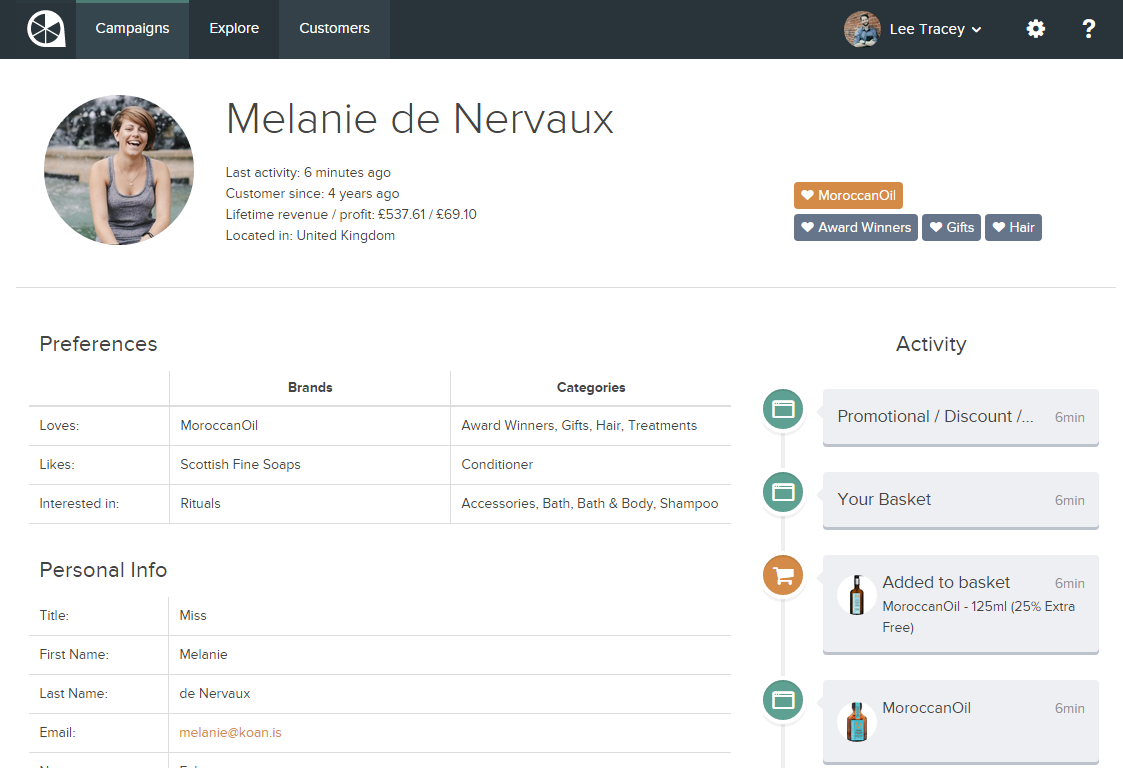 Campaigns Explore Customers Lee Tracey ?
Melanie de Nervaux
Last activity: 6 minutes ago
Customer since: 4 years ago
Lifetime revenue / profit: £537.61 / £69.10
Located in: United Kingdom
MoroccanOil
Award Winners Gifts Hair
Preferences
Brands Categories
Loves: MoroccanOil Award Winners, Gifts, Hair, Treatments
Likes: Scottish Fine Soaps Conditioner
Interested in: Rituals Accessories, Bath, Bath & Body, Shampoo
Personal Info
Title: Miss
First Name: Melanie
Last Name: de Nervaux
Email: melanie@koan.is
Activity
Promotional / Discount /... 6min
Your Basket 6min
Added to basket 6min
MoroccanOil - 125ml (25% Extra
Free)
MoroccanOil 6min